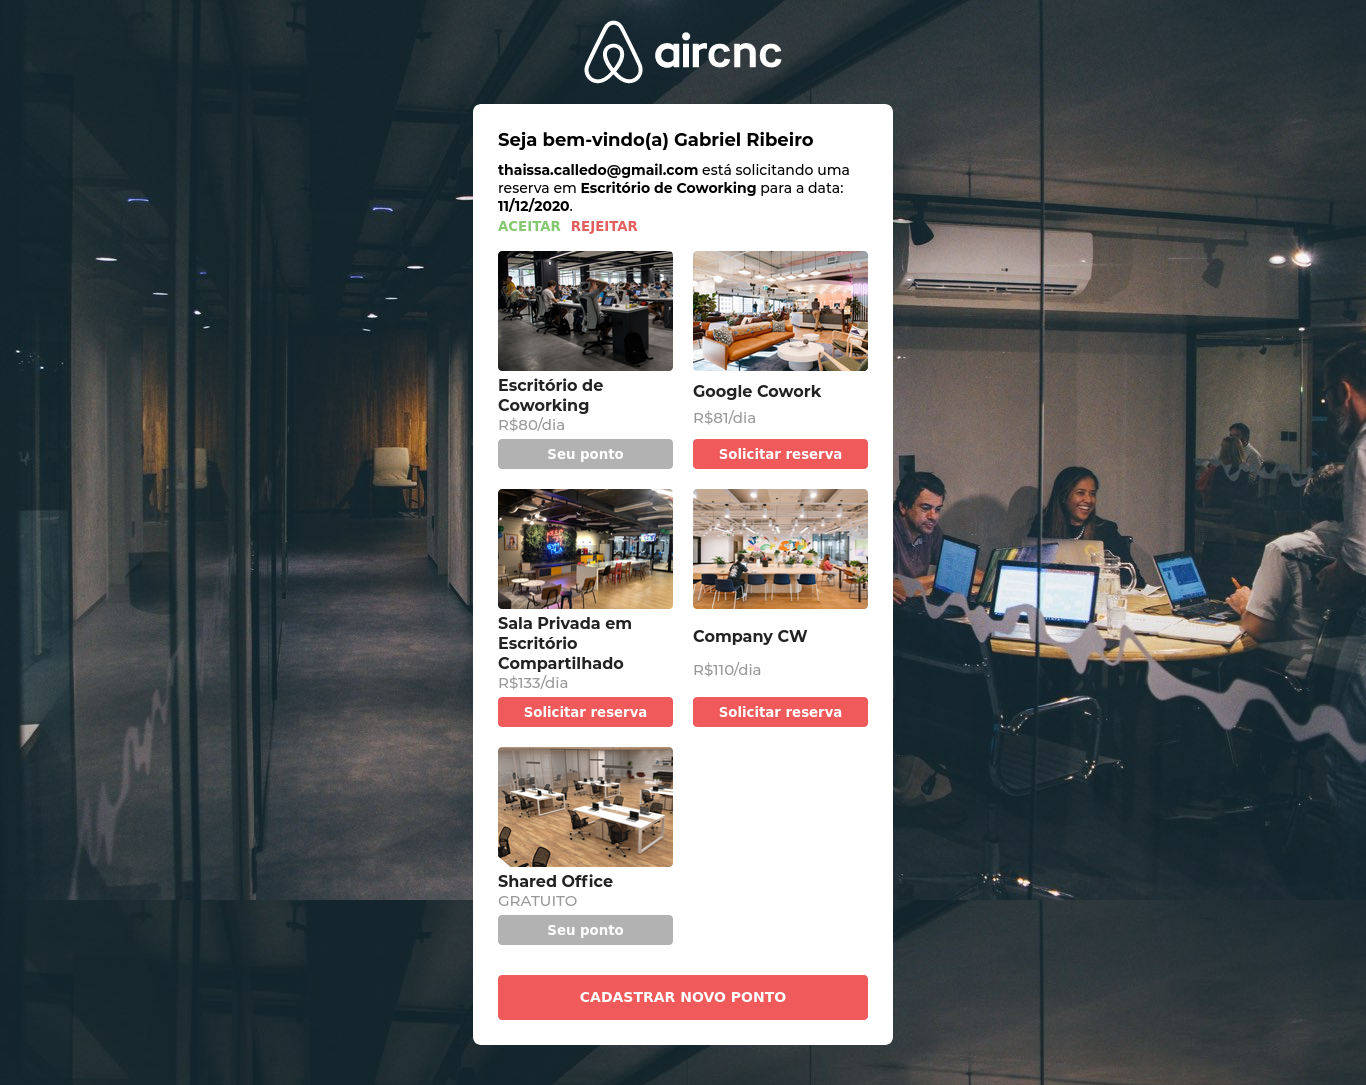 aircnc
Seja bem-vindo(a) Gabriel Ribeiro
thaissa.calledo@gmail.com está solicitando uma
reserva em Escritório de Coworking para a data:
11/12/2020.
ACEITAR REJEITAR
Escritório de
Coworking
R$80/dia
Seu ponto
Google Cowork
R$81/dia
Solicitar reserva
Sala Privada em
Escritório
Compartilhado
R$133/dia
Solicitar reserva
Company CW
R$110/dia
Solicitar reserva
Shared Office
GRATUITO
Seu ponto
CADASTRAR NOVO PONTO